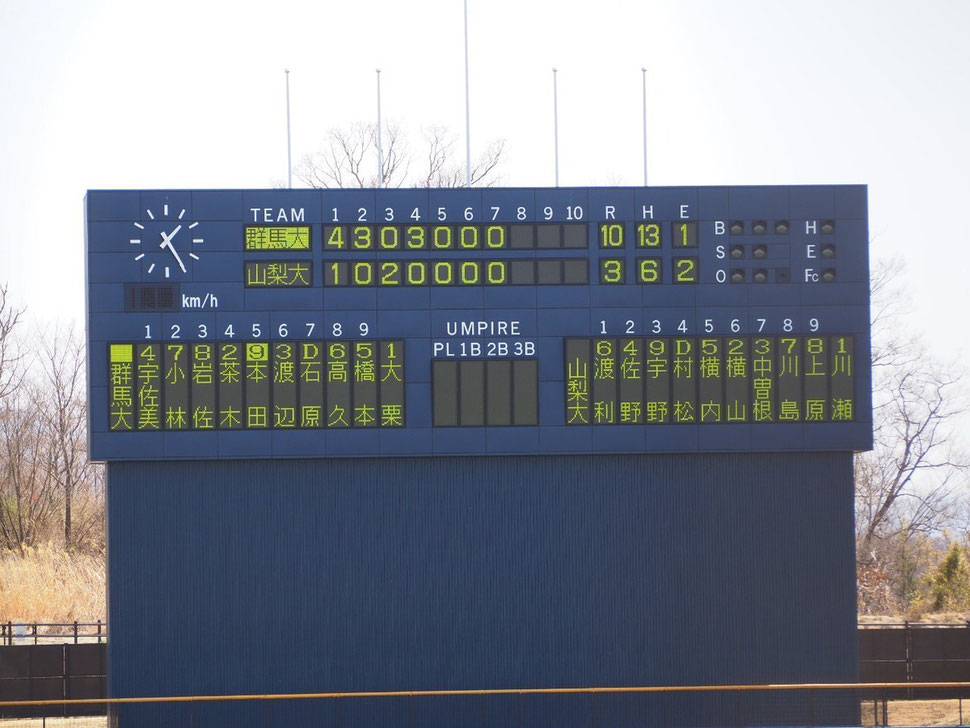 TEAM 1 2 3 4 5 6 7 8 9 10 R H E
群馬大 4 3 0 3 0 0 0 10 13 1
山梨大 1 0 2 0 0 0 0 3 6 2
B H
S E
O Fc
km/h
1 2 3 4 5 6 7 8 9
4 7 8 2 9 3 D 6 5 1
群馬大 宇佐美 小林 岩佐 茶木 本田 渡辺 石原 高久 橋本 大栗
UMPIRE
PL 1B 2B 3B
1 2 3 4 5 6 7 8 9
6 4 9 D 5 2 3 7 8 1
山梨大 渡利 佐野 宇野 村松 横内 横山 中曽根 川島 上原 川瀬